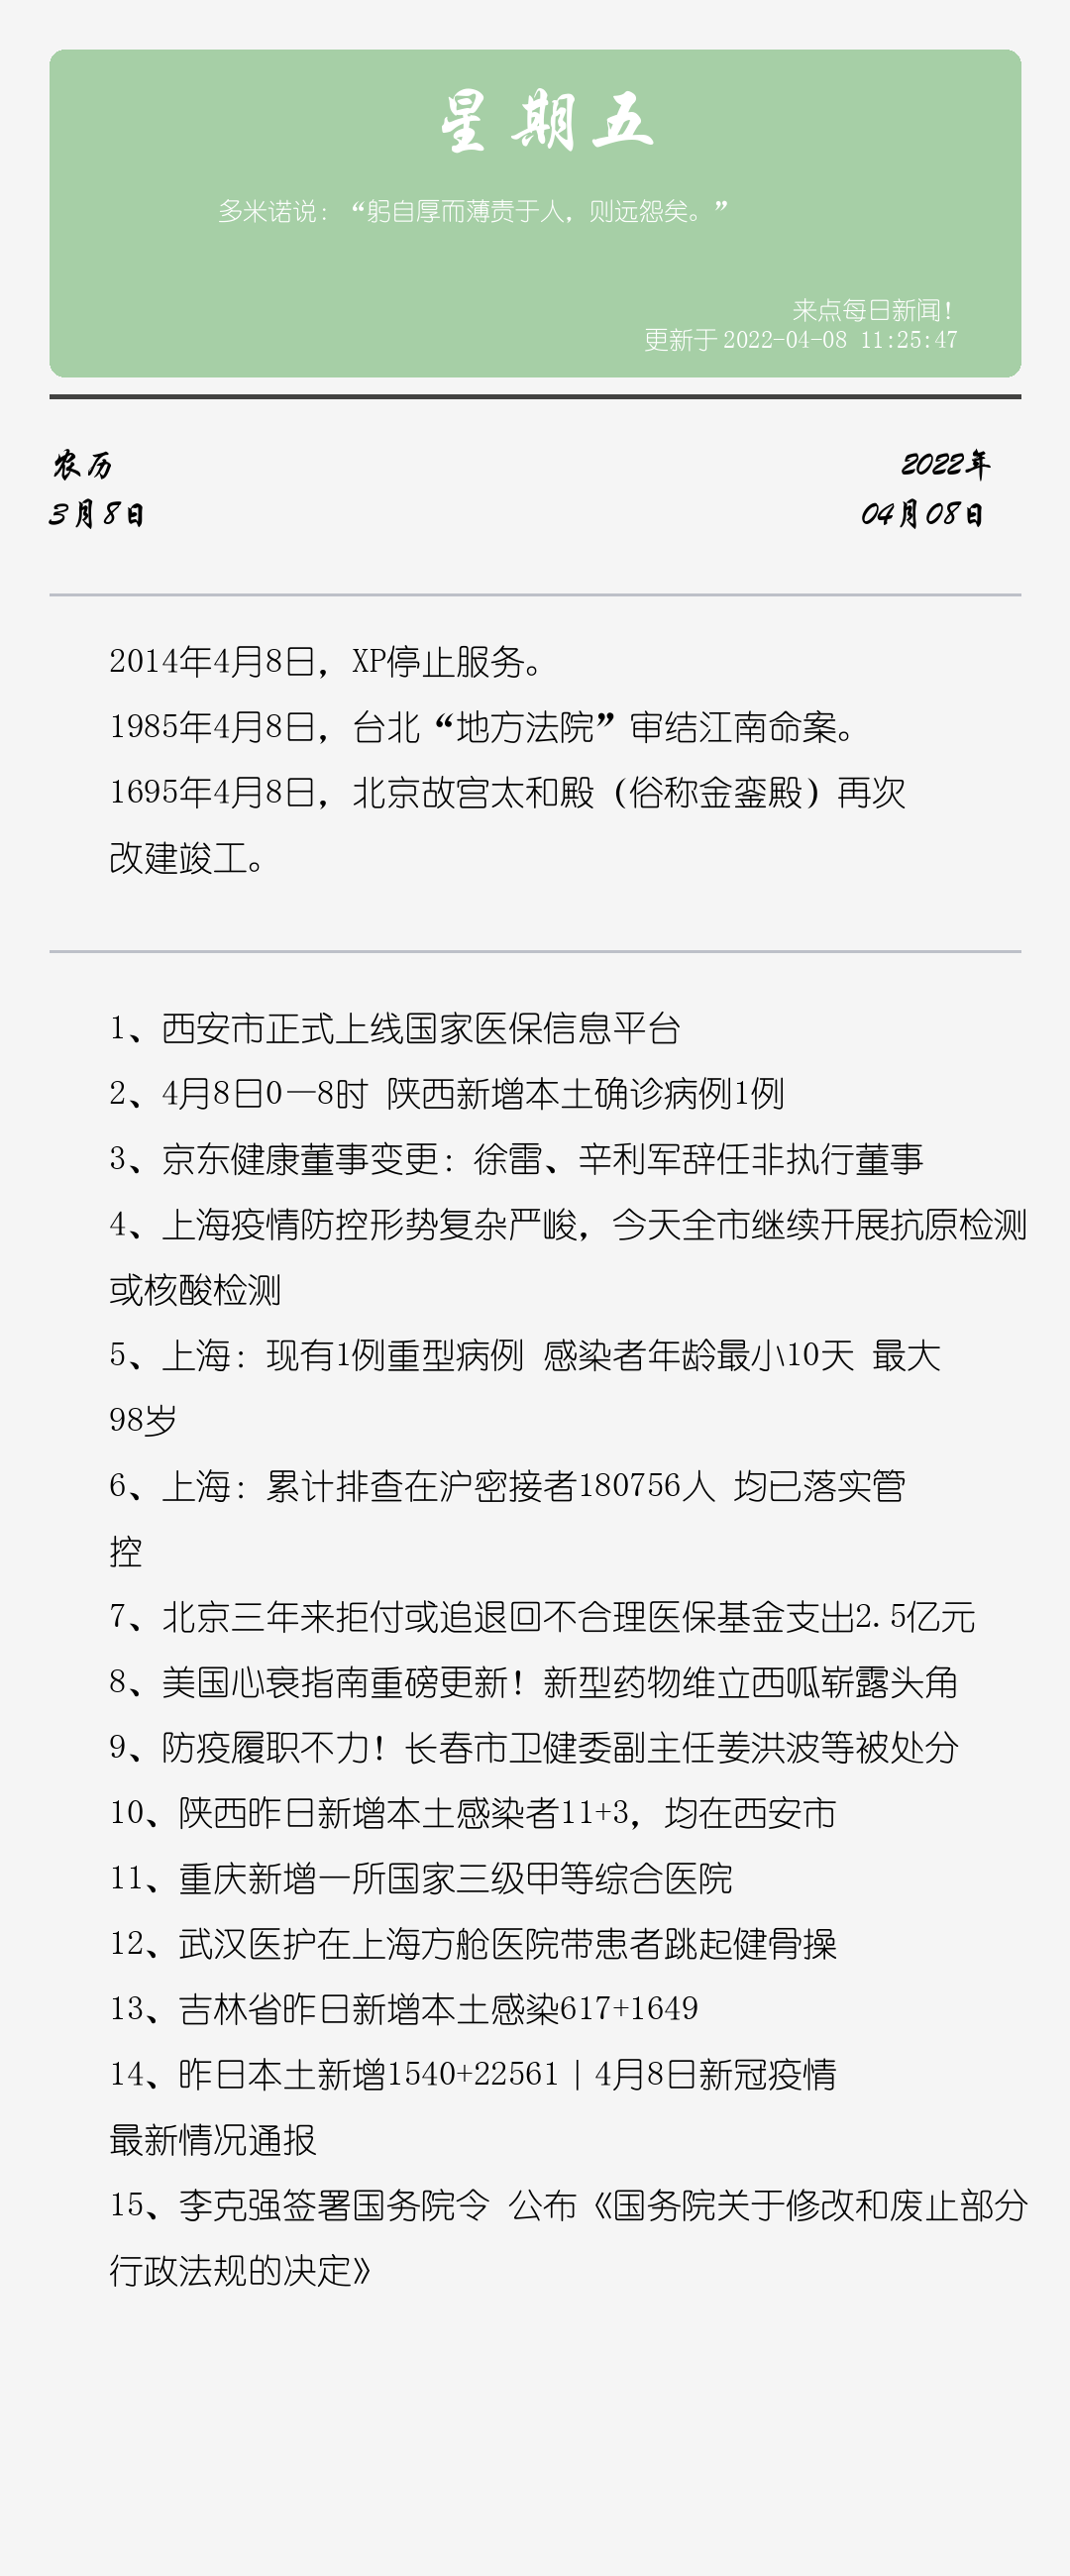 星期五
多米诺说：“躬自厚而薄责于人，则远怨矣。”
来点每日新闻！
更新于 2022-04-08 11:25:47
农历
3月8日
2022年
04月08日
2014年4月8日，XP停止服务。
1985年4月8日，台北“地方法院”审结江南命案。
1695年4月8日，北京故宫太和殿（俗称金銮殿）再次
改建竣工。
1、西安市正式上线国家医保信息平台
2、4月8日0—8时 陕西新增本土确诊病例1例
3、京东健康董事变更：徐雷、辛利军辞任非执行董事
4、上海疫情防控形势复杂严峻，今天全市继续开展抗原检测
或核酸检测
5、上海：现有1例重型病例 感染者年龄最小10天 最大
98岁
6、上海：累计排查在沪密接者180756人 均已落实管
控
7、北京三年来拒付或追退回不合理医保基金支出2.5亿元
8、美国心衰指南重磅更新！新型药物维立西呱崭露头角
9、防疫履职不力！长春市卫健委副主任姜洪波等被处分
10、陕西昨日新增本土感染者11+3，均在西安市
11、重庆新增一所国家三级甲等综合医院
12、武汉医护在上海方舱医院带患者跳起健骨操
13、吉林省昨日新增本土感染617+1649
14、昨日本土新增1540+22561｜4月8日新冠疫情
最新情况通报
15、李克强签署国务院令 公布《国务院关于修改和废止部分
行政法规的决定》